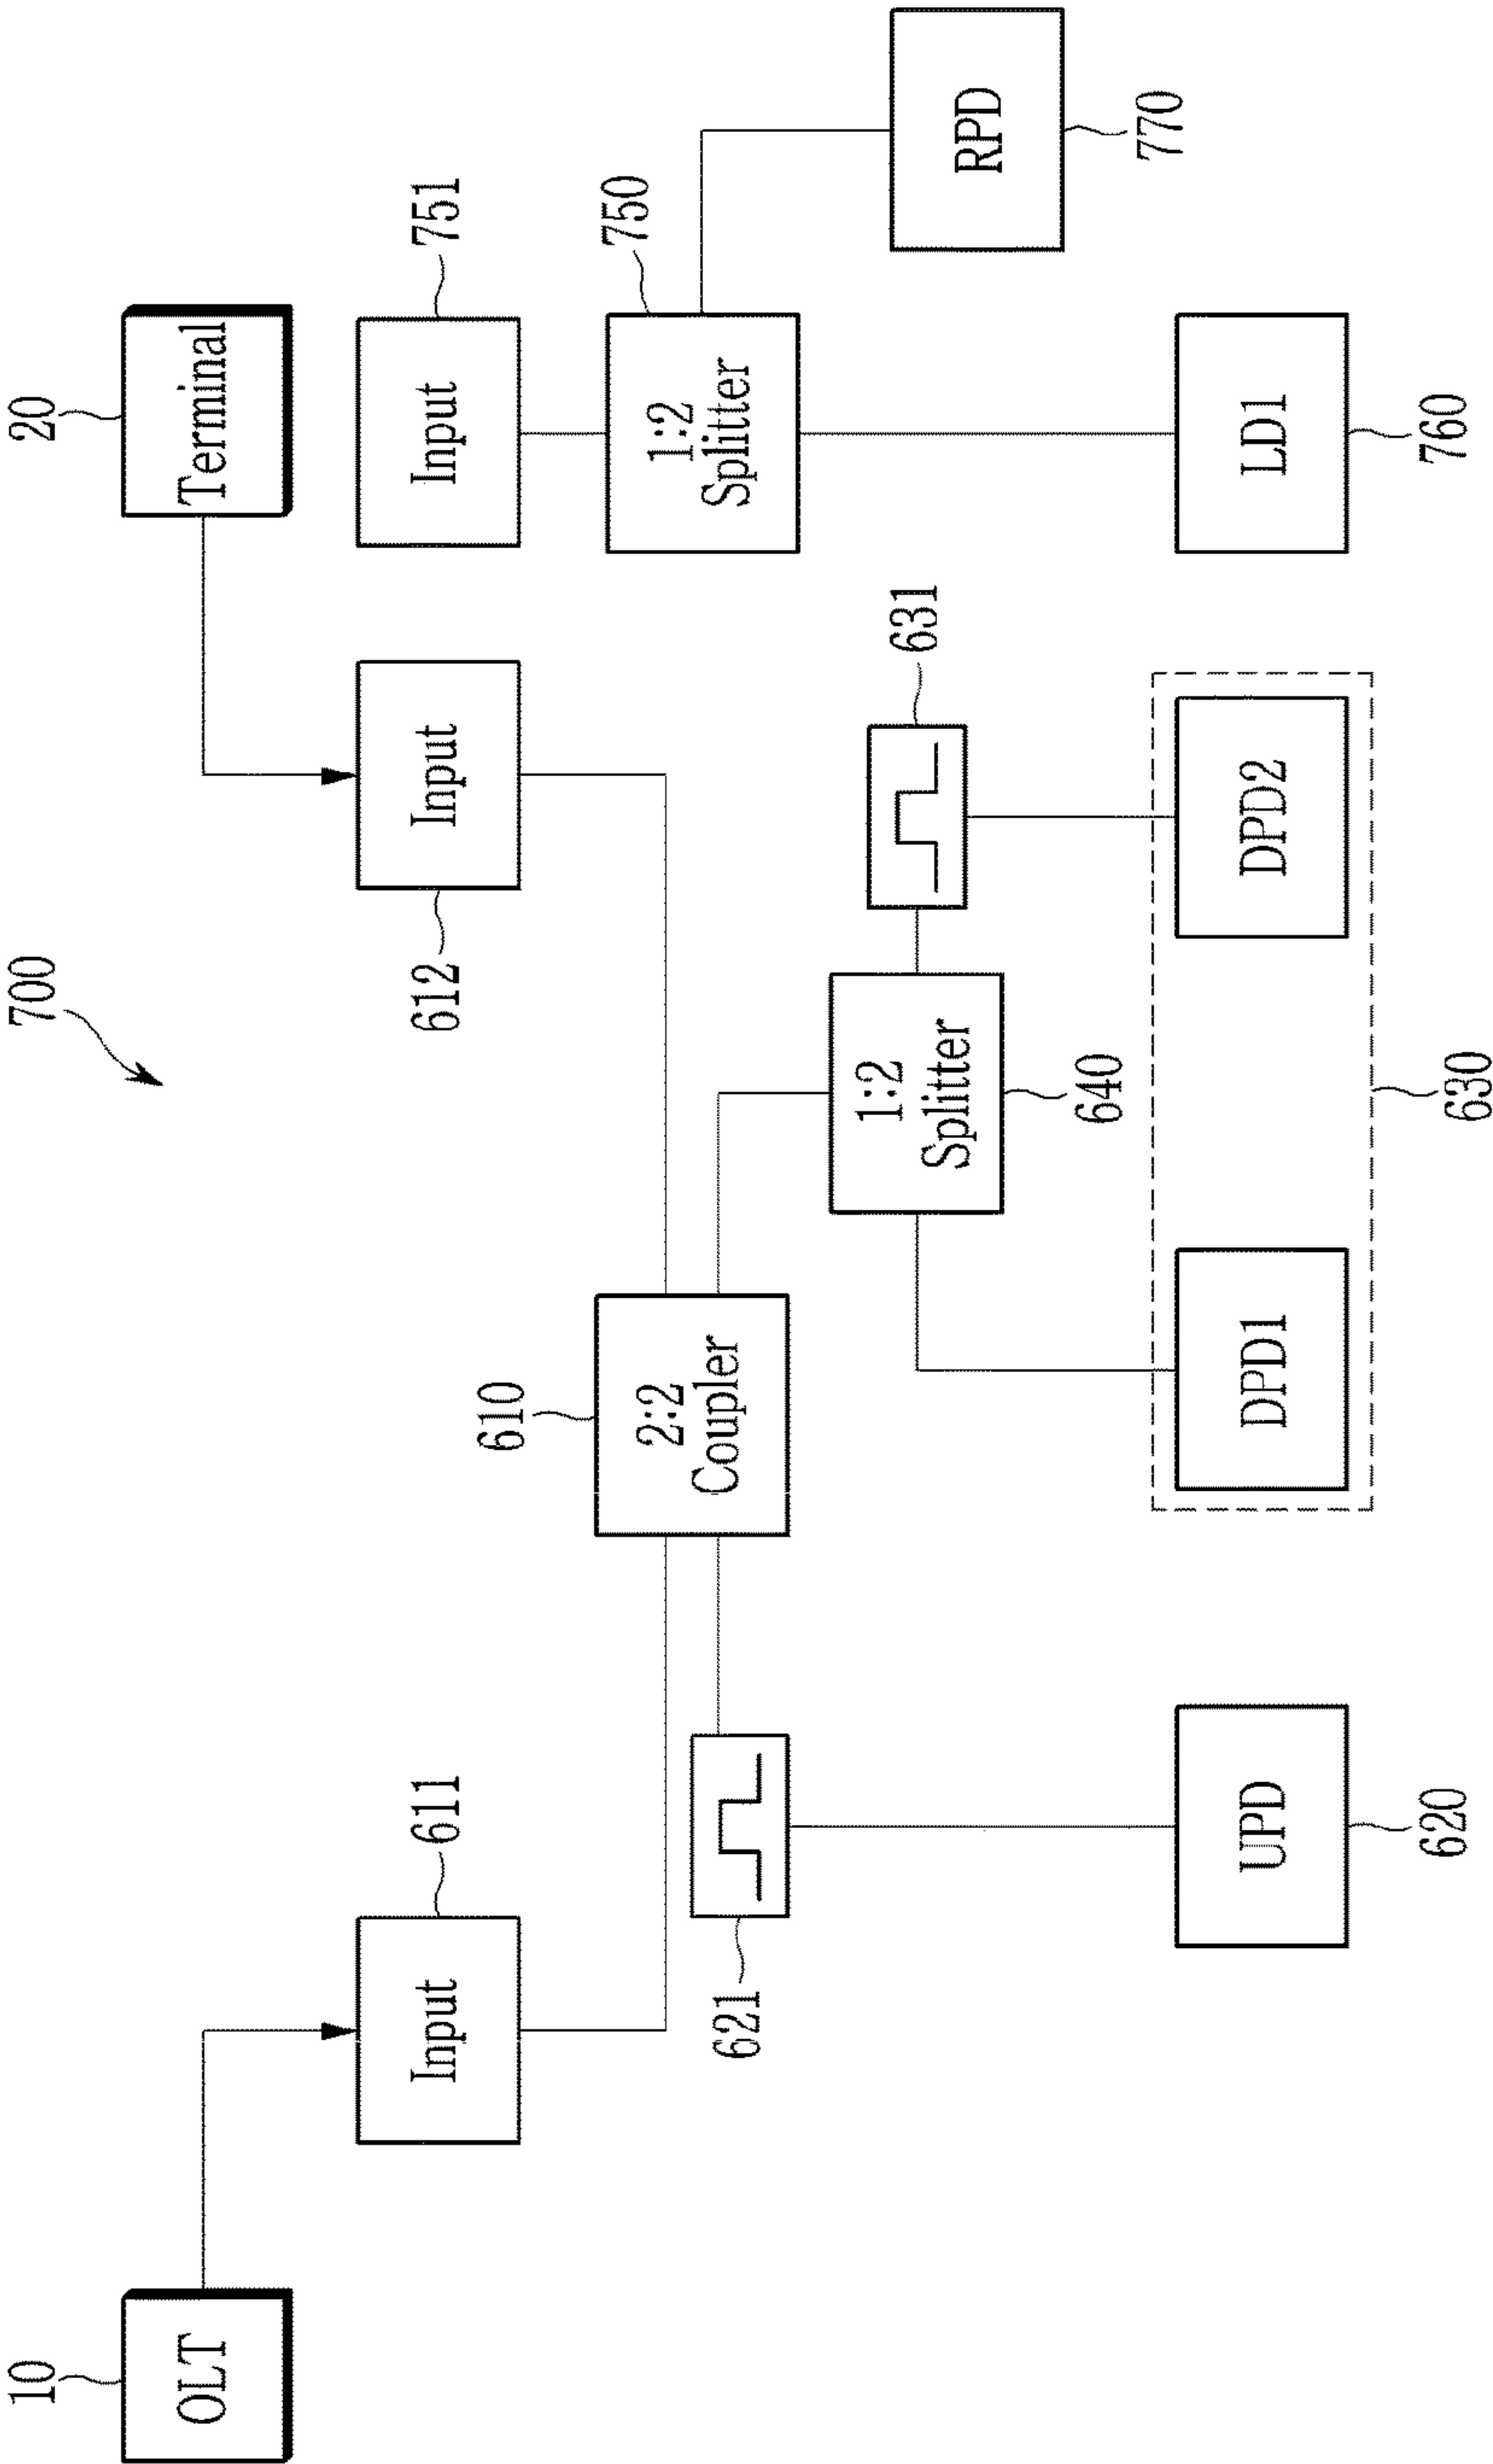 700
10
OLT
20
Terminal
611
Input
612
Input
751
Input
610
2:2
Coupler
750
1:2
Splitter
621
631
1:2
Splitter
640
RPD
770
UPD
620
DPD1
DPD2
630
LD1
760